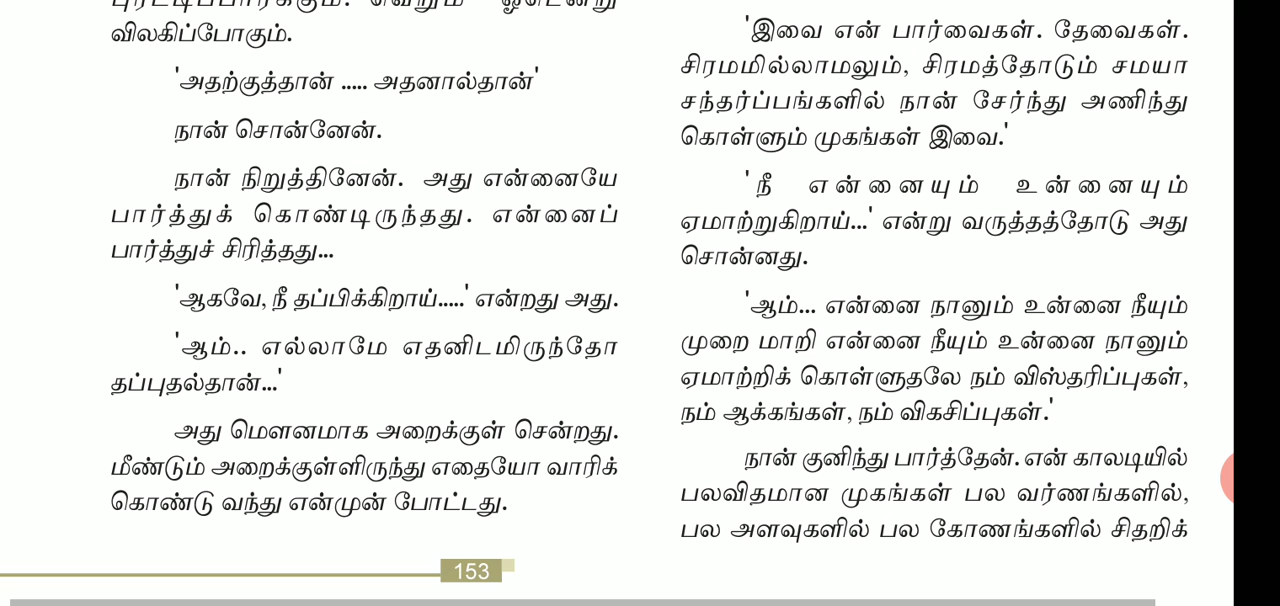 விலகிப்போகும்.
'அதற்குத்தான் ..... அதனால்தான்'
நான் சொன்னேன்.
நான் நிறுத்தினேன். அது என்னையே
பார்த்துக் கொண்டிருந்தது. என்னைப்
பார்த்துச் சிரித்தது...
'ஆகவே, நீ தப்பிக்கிறாய்.....' என்றது அது.
'ஆம்.. எல்லாமே எதனிடமிருந்தோ
தப்புதல்தான்...'
அது மௌனமாக அறைக்குள் சென்றது.
மீண்டும் அறைக்குள்ளிருந்து எதையோ வாரிக்
கொண்டு வந்து என்முன் போட்டது.
'இவை என் பார்வைகள். தேவைகள்.
சிரமமில்லாமலும், சிரமத்தோடும் சமயா
சந்தர்ப்பங்களில் நான் சேர்ந்து அணிந்து
கொள்ளும் முகங்கள் இவை.'
'நீ என்னையும் உன்னையும்
ஏமாற்றுகிறாய்...' என்று வருத்தத்தோடு அது
சொன்னது.
'ஆம்... என்னை நானும் உன்னை நீயும்
முறை மாறி என்னை நீயும் உன்னை நானும்
ஏமாற்றிக் கொள்ளுதலே நம் விஸ்தரிப்புகள்,
நம் ஆக்கங்கள், நம் விகசிப்புகள்.'
நான் குனிந்து பார்த்தேன். என் காலடியில்
பலவிதமான முகங்கள் பல வர்ணங்களில்,
பல அளவுகளில் பல கோணங்களில் சிதறிக்
153